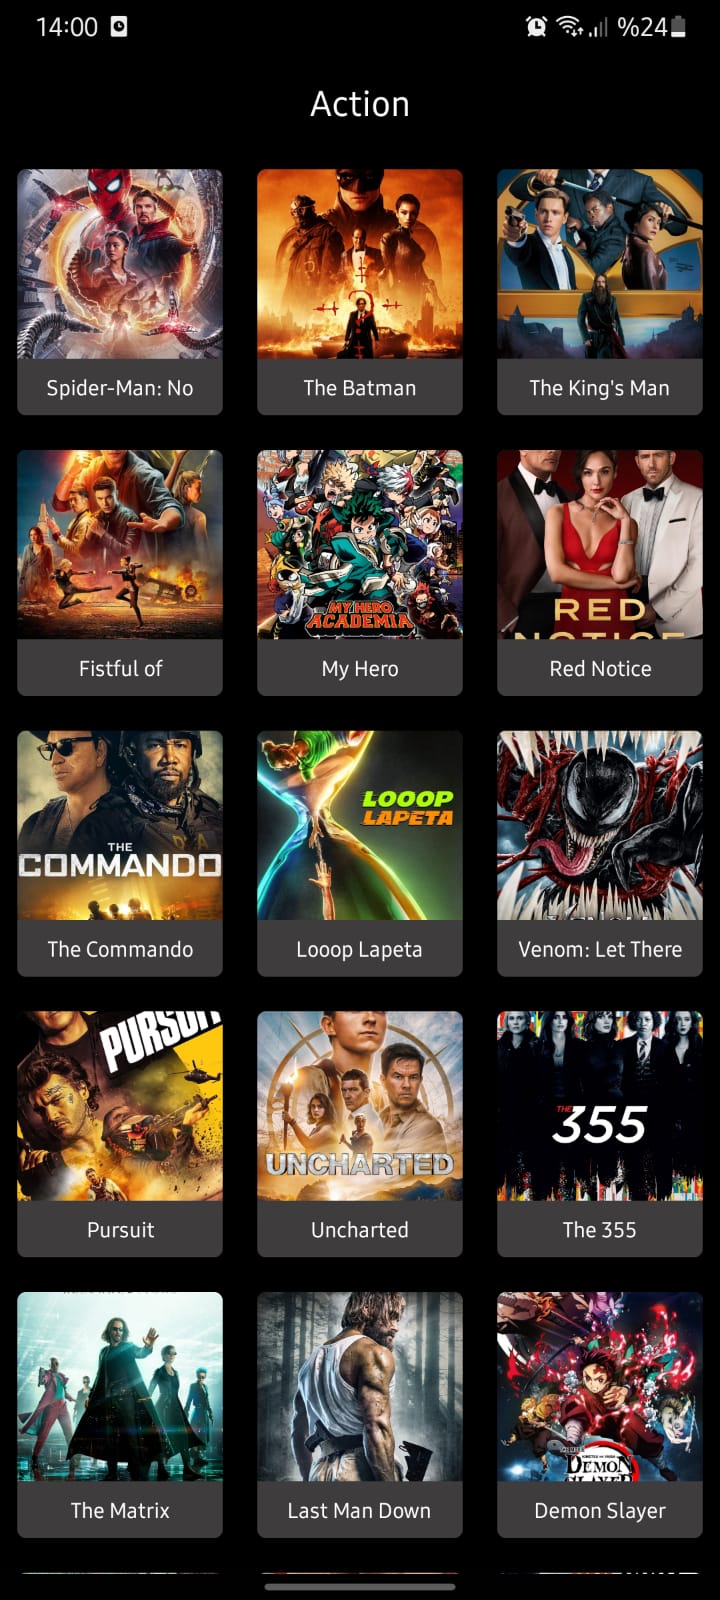 14:00
%24
Action
Spider-Man: No
The Batman
The King's Man
MY HERO
ACADEMIA
RED
NOTICE
Fistful of
My Hero
Red Notice
THE
COMMANDO
LOOOP
LAPETA
The Commando
Looop Lapeta
Venom: Let There
PURSUIT
UNCHARTED
THE
355
Pursuit
Uncharted
The 355
DEMON
SLAYER
The Matrix
Last Man Down
Demon Slayer